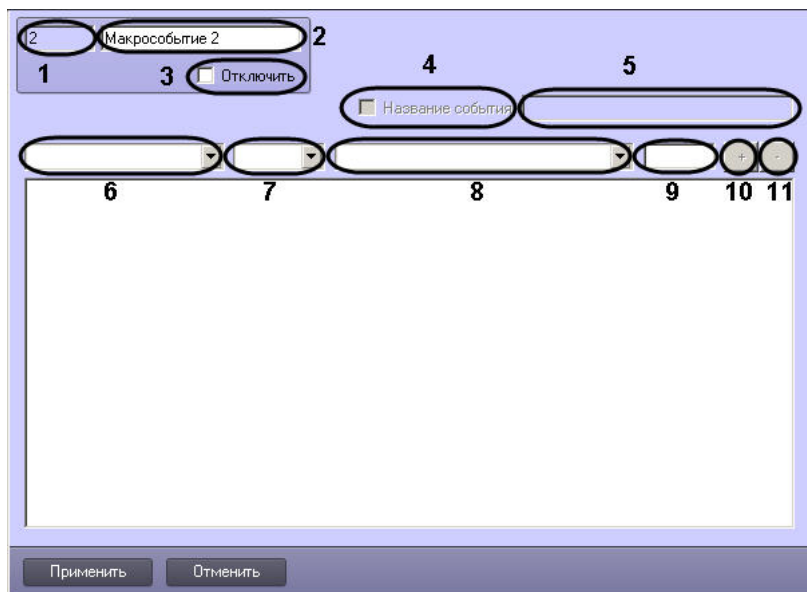 2 Макрособытие 2 2
1 3 Отключить 4 5
Название события
+ -
6 7 8 9 10 11
Применить Отменить